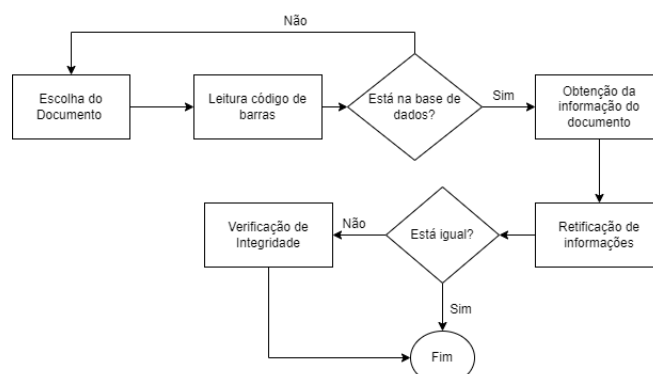 Não
Escolha do
Documento
Leitura código de
barras
Está na base de
dados?
Sim
Obtenção da
informação do
documento
Verificação de
Integridade
Não
Está igual?
Retificação de
informações
Sim
Fim